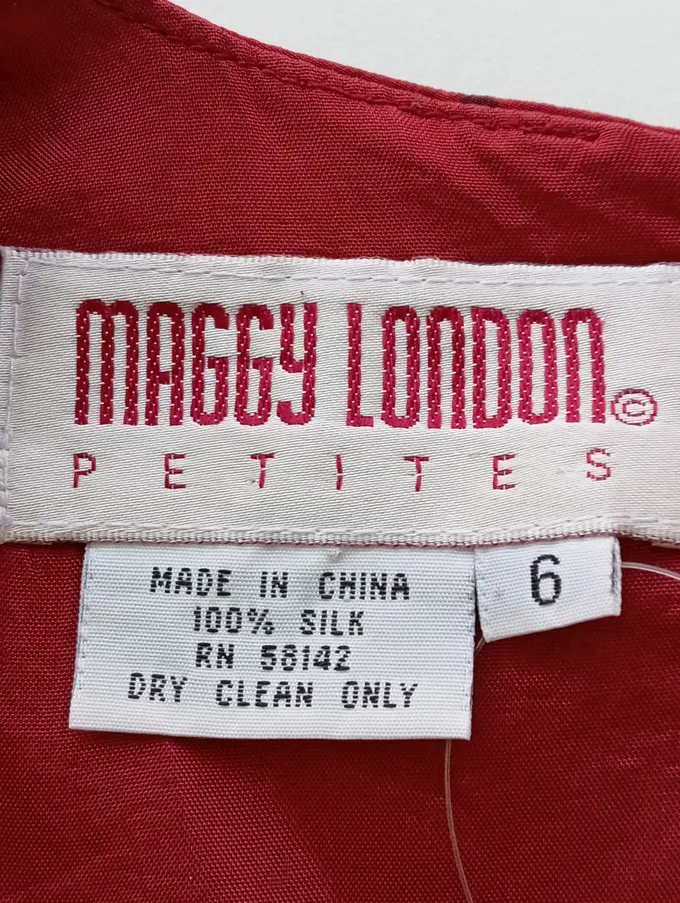 MAGGY LONDON©
PETITES
MADE IN CHINA
100% SILK
RN 58142
DRY CLEAN ONLY
6